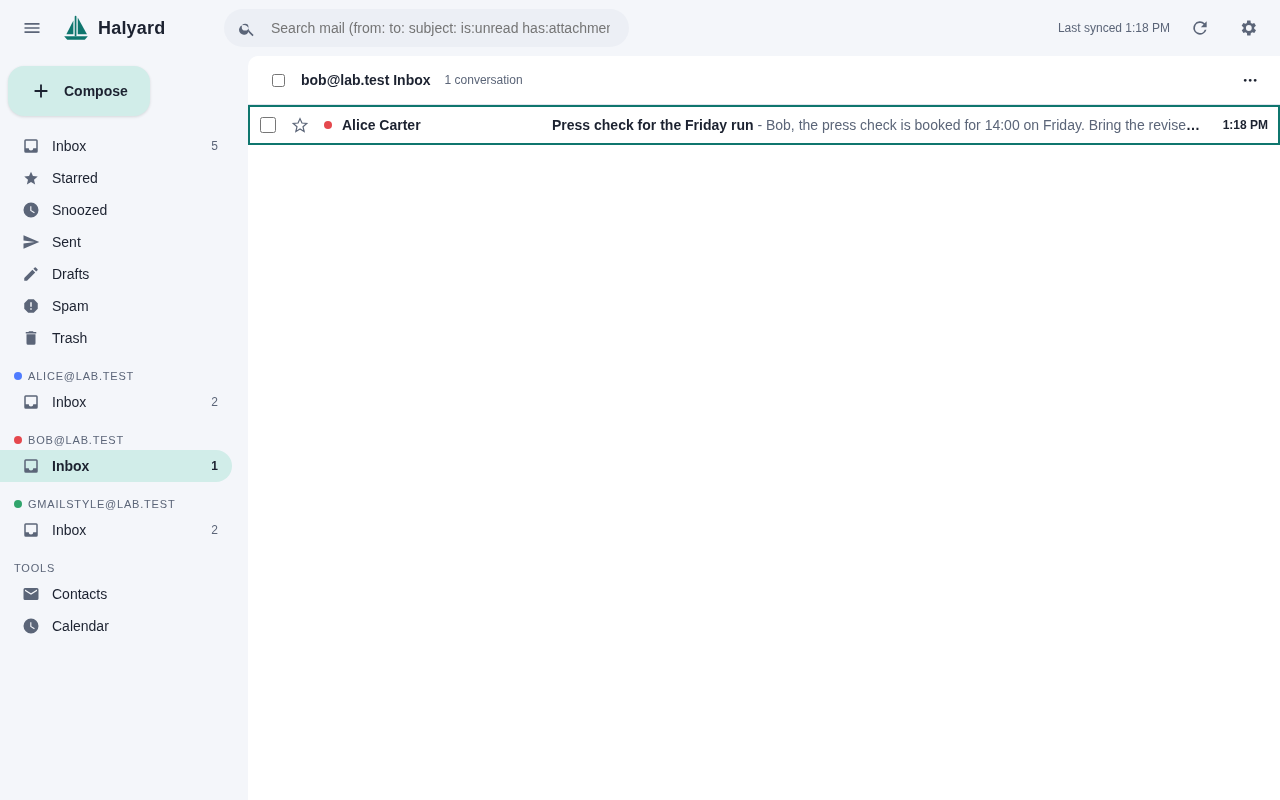 Halyard
Search mail (from: to: subject: is:unread has:attachmer
Last synced 1:18 PM
Compose
Inbox 5
Starred
Snoozed
Sent
Drafts
Spam
Trash
ALICE@LAB.TEST
Inbox 2
BOB@LAB.TEST
Inbox 1
GMAILSTYLE@LAB.TEST
Inbox 2
TOOLS
Contacts
Calendar
bob@lab.test Inbox 1 conversation
Alice Carter Press check for the Friday run - Bob, the press check is booked for 14:00 on Friday. Bring the revise… 1:18 PM